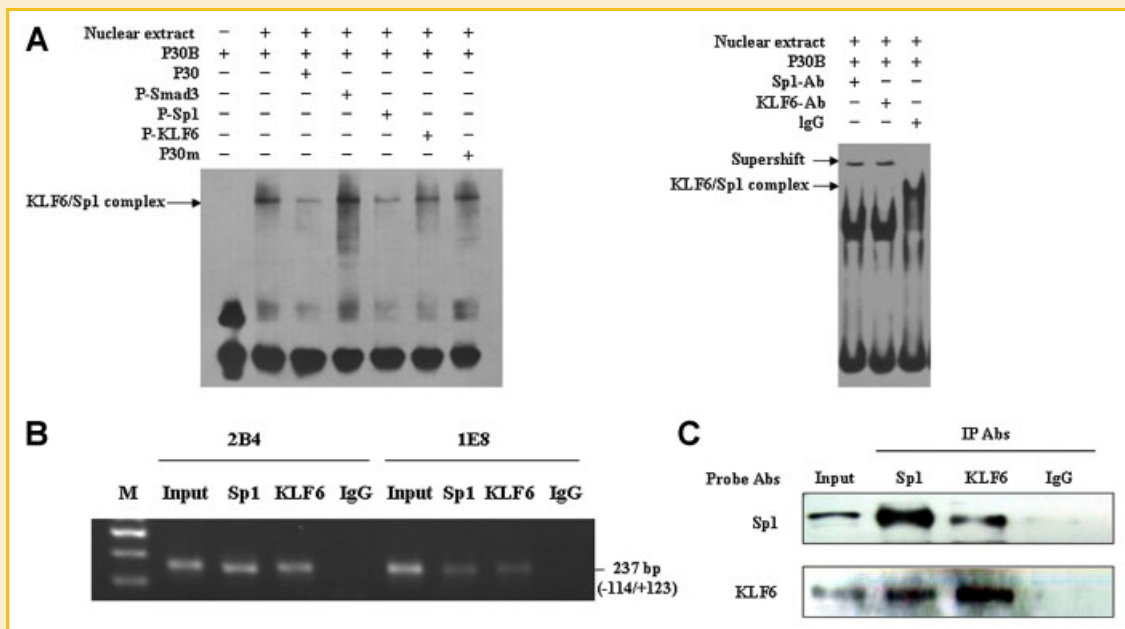 A
Nuclear extract – + + + + + +
P30B + + + + + + +
P30 – – + – – – –
P-Smad3 – – – + – – –
P-Sp1 – – – – + – –
P-KLF6 – – – – – + –
P30m – – – – – – +
KLF6/Sp1 complex
Nuclear extract + + +
P30B + + +
Sp1-Ab + – –
KLF6-Ab – + –
IgG – – +
Supershift
KLF6/Sp1 complex
B
2B4 1E8
M Input Sp1 KLF6 IgG Input Sp1 KLF6 IgG
– 237 bp
(-114/+123)
C
IP Abs
Probe Abs Input Sp1 KLF6 IgG
Sp1
KLF6